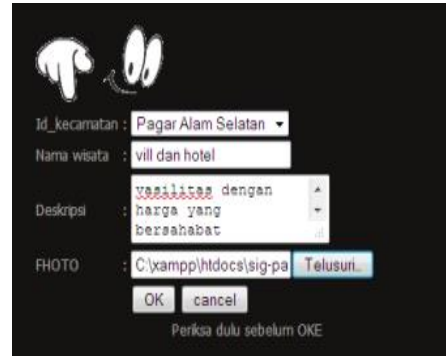 Id_kecamatan : Pagar Alam Selatan
Nama wisata : vill dan hotel
Deskripsi : vasilitas dengan
harga yang
bersahabat
FHOTO : C:\xampp\htdocs\sig-pa Telusuri...
OK cancel
Periksa dulu sebelum OKE